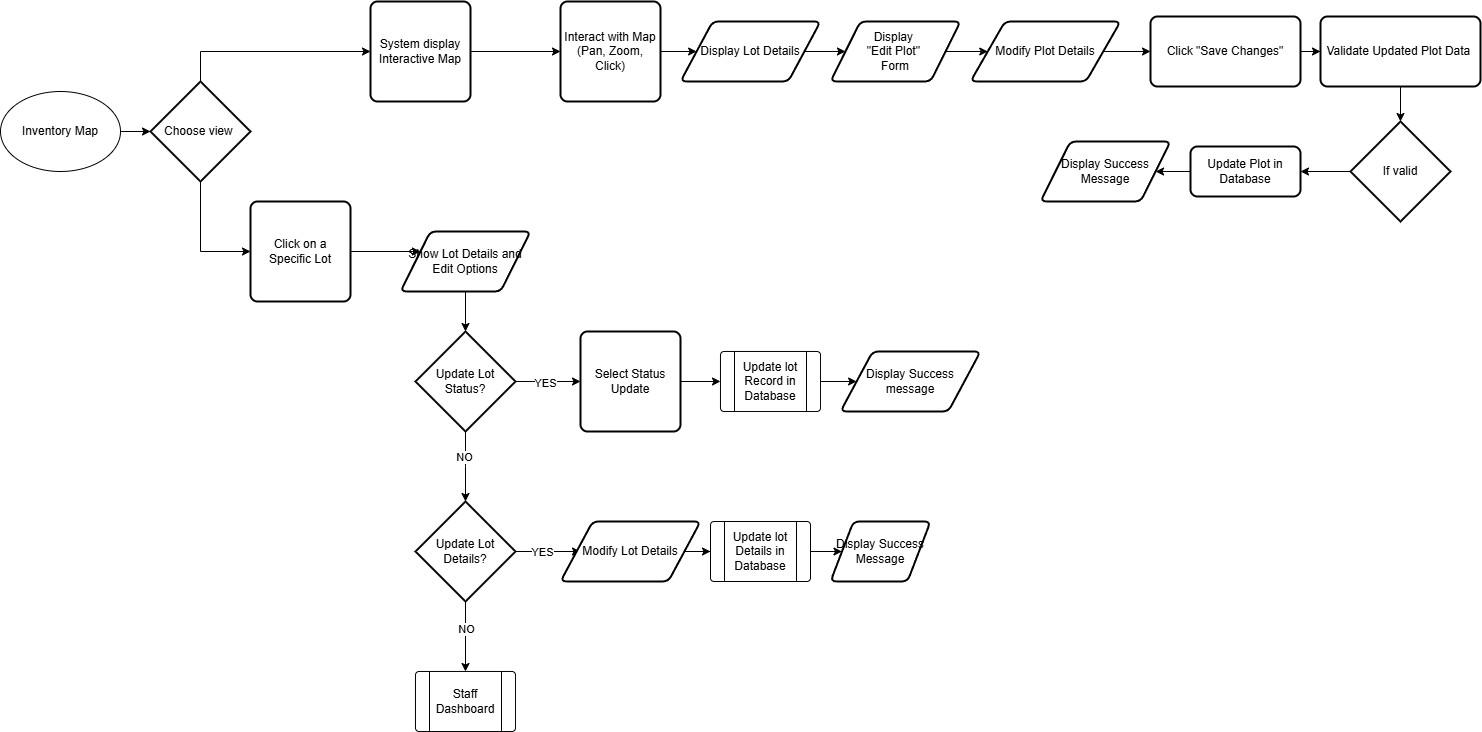 System display
Interactive Map
Interact with Map
(Pan, Zoom,
Click)
Display Lot Details
Display
"Edit Plot"
Form
Modify Plot Details
Click "Save Changes"
Validate Updated Plot Data
Inventory Map
Choose view
Display Success
Message
Update Plot in
Database
If valid
Click on a
Specific Lot
Show Lot Details and
Edit Options
Update Lot
Status?
YES
Select Status
Update
Update lot
Record in
Database
Display Success
message
NO
Update Lot
Details?
YES
Modify Lot Details
Update lot
Details in
Database
Display Success
Message
NO
Staff
Dashboard